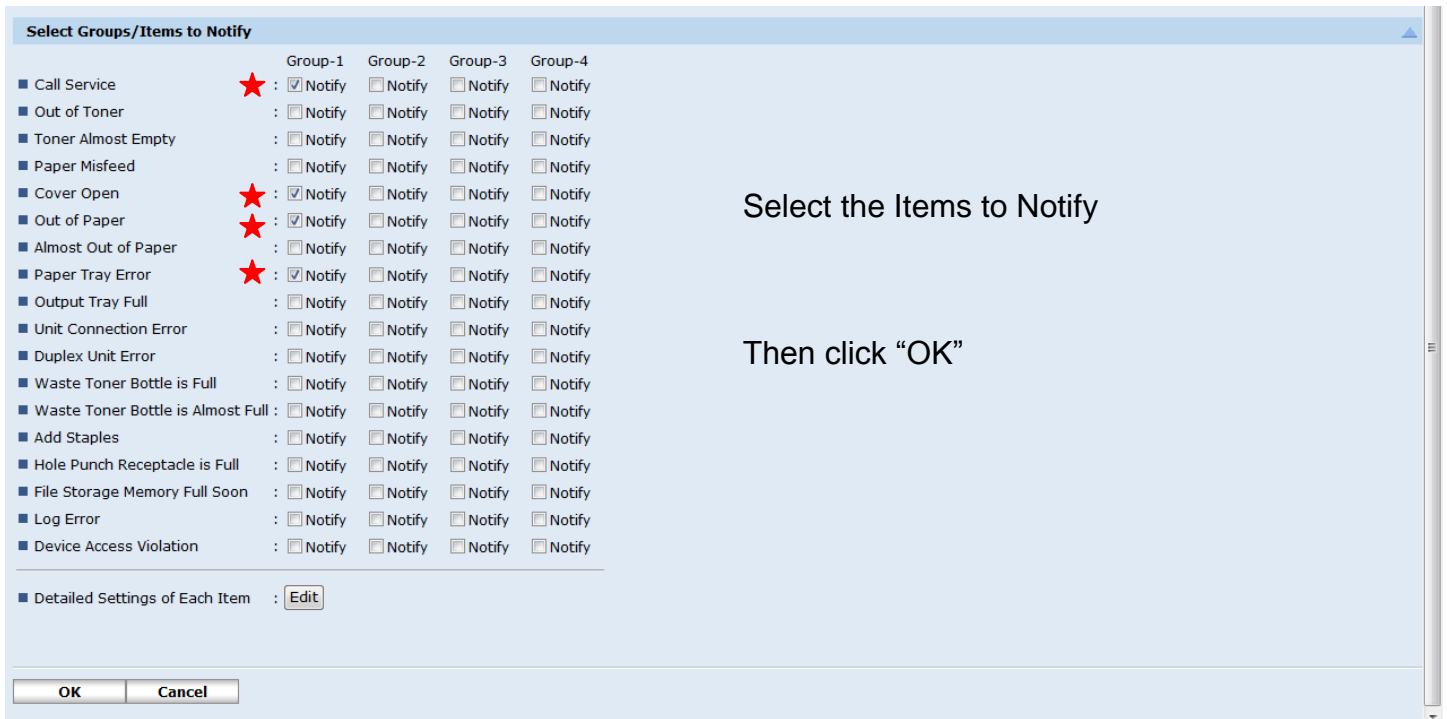 Select Groups/Items to Notify
Group-1 Group-2 Group-3 Group-4
Call Service : Notify Notify Notify Notify
Out of Toner : Notify Notify Notify Notify
Toner Almost Empty : Notify Notify Notify Notify
Paper Misfeed : Notify Notify Notify Notify
Cover Open : Notify Notify Notify Notify
Select the Items to Notify
Out of Paper : Notify Notify Notify Notify
Almost Out of Paper : Notify Notify Notify Notify
Paper Tray Error : Notify Notify Notify Notify
Output Tray Full : Notify Notify Notify Notify
Unit Connection Error : Notify Notify Notify Notify
Then click “OK”
Duplex Unit Error : Notify Notify Notify Notify
Waste Toner Bottle is Full : Notify Notify Notify Notify
Waste Toner Bottle is Almost Full : Notify Notify Notify Notify
Add Staples : Notify Notify Notify Notify
Hole Punch Receptacle is Full : Notify Notify Notify Notify
File Storage Memory Full Soon : Notify Notify Notify Notify
Log Error : Notify Notify Notify Notify
Device Access Violation : Notify Notify Notify Notify
Detailed Settings of Each Item : Edit
OK Cancel